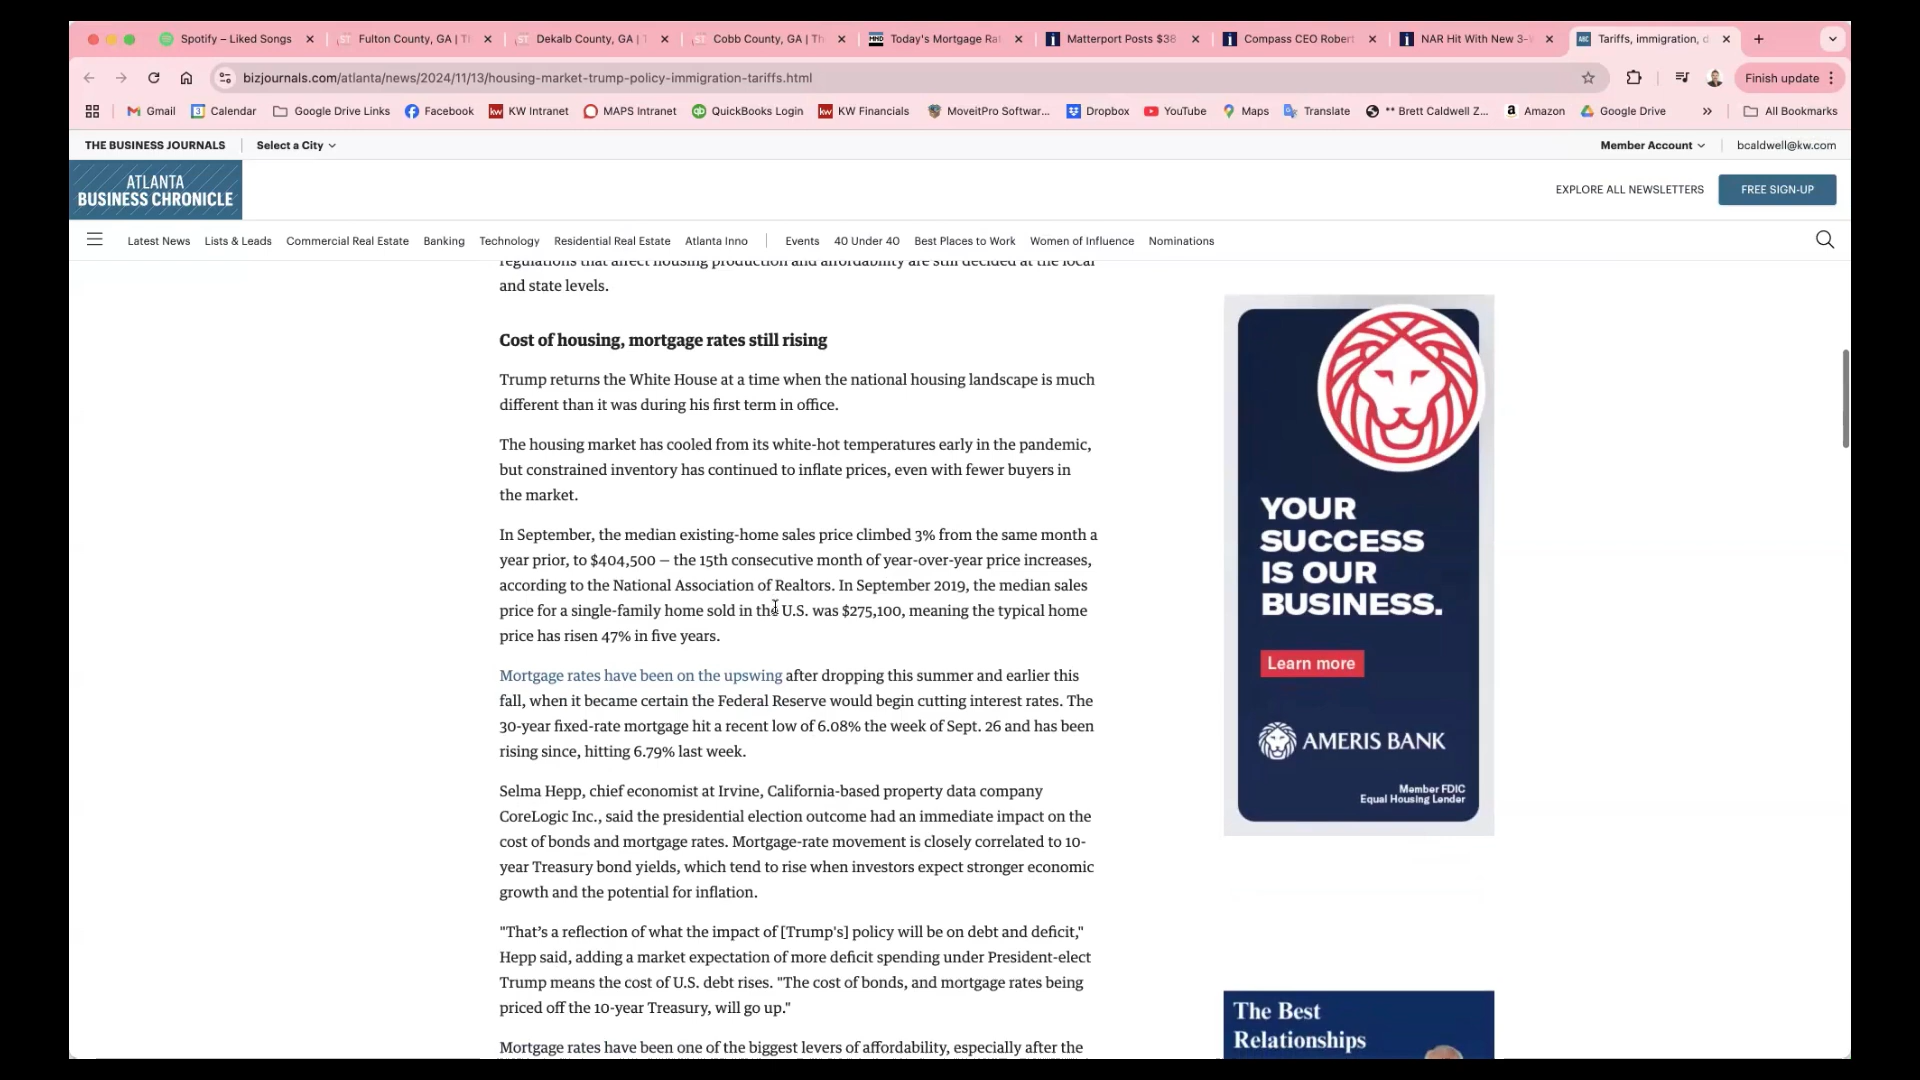 Spotify – Liked Songs
Fulton County, GA | T
Dekalb County, GA | T
Cobb County, GA | Th
Today's Mortgage Ra
Matterport Posts $38
Compass CEO Robert
NAR Hit With New 3-
Tariffs, immigration, d
bizjournals.com/atlanta/news/2024/11/13/housing-market-trump-policy-immigration-tariffs.html
Finish update
Gmail
Calendar
Google Drive Links
Facebook
KW Intranet
MAPS Intranet
QuickBooks Login
KW Financials
MoveitPro Softwar...
Dropbox
YouTube
Maps
Translate
** Brett Caldwell Z...
Amazon
Google Drive
All Bookmarks
THE BUSINESS JOURNALS
Select a City
Member Account
bcaldwell@kw.com
ATLANTA
BUSINESS CHRONICLE
EXPLORE ALL NEWSLETTERS
FREE SIGN-UP
Latest News
Lists & Leads
Commercial Real Estate
Banking
Technology
Residential Real Estate
Atlanta Inno
Events
40 Under 40
Best Places to Work
Women of Influence
Nominations
regulations that affect housing production and affordability are still decided at the local
and state levels.
Cost of housing, mortgage rates still rising
Trump returns the White House at a time when the national housing landscape is much
different than it was during his first term in office.
The housing market has cooled from its white-hot temperatures early in the pandemic,
but constrained inventory has continued to inflate prices, even with fewer buyers in
the market.
In September, the median existing-home sales price climbed 3% from the same month a
year prior, to $404,500 — the 15th consecutive month of year-over-year price increases,
according to the National Association of Realtors. In September 2019, the median sales
price for a single-family home sold in the U.S. was $275,100, meaning the typical home
price has risen 47% in five years.
Mortgage rates have been on the upswing after dropping this summer and earlier this
fall, when it became certain the Federal Reserve would begin cutting interest rates. The
30-year fixed-rate mortgage hit a recent low of 6.08% the week of Sept. 26 and has been
rising since, hitting 6.79% last week.
Selma Hepp, chief economist at Irvine, California-based property data company
CoreLogic Inc., said the presidential election outcome had an immediate impact on the
cost of bonds and mortgage rates. Mortgage-rate movement is closely correlated to 10-
year Treasury bond yields, which tend to rise when investors expect stronger economic
growth and the potential for inflation.
"That's a reflection of what the impact of [Trump's] policy will be on debt and deficit,"
Hepp said, adding a market expectation of more deficit spending under President-elect
Trump means the cost of U.S. debt rises. "The cost of bonds, and mortgage rates being
priced off the 10-year Treasury, will go up."
Mortgage rates have been one of the biggest levers of affordability, especially after the
YOUR
SUCCESS
IS OUR
BUSINESS.
Learn more
AMERIS BANK
Member FDIC
Equal Housing Lender
The Best
Relationships